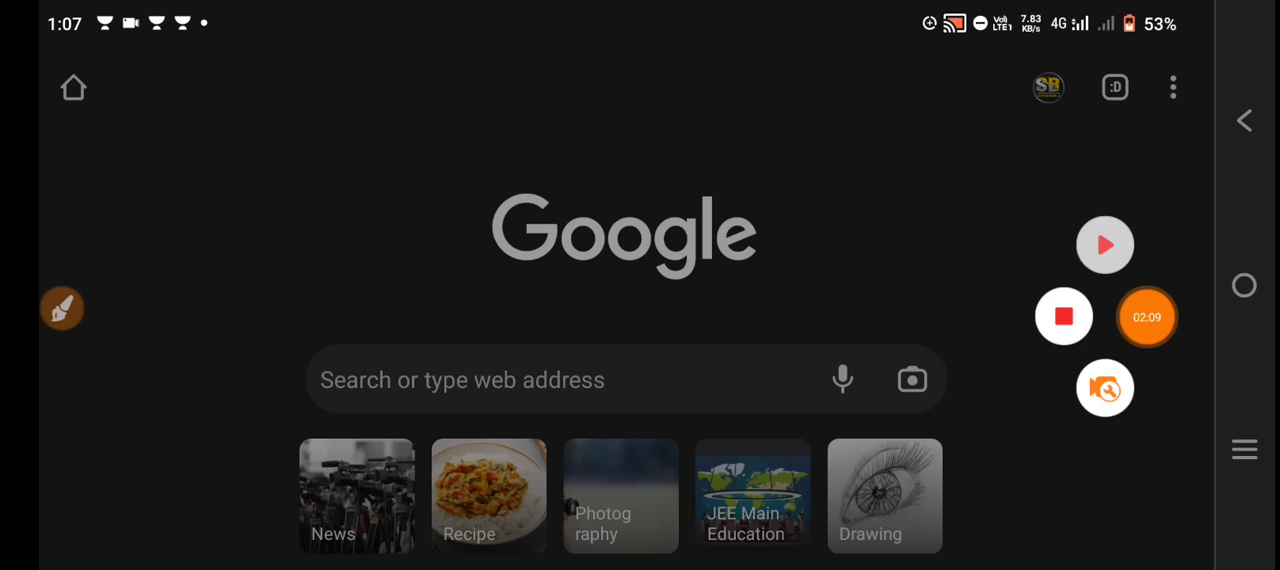 1:07
Vo))
LTE1
7.83
KB/s
4G
53%
SB
:D
Google
02:09
Search or type web address
News
Recipe
Photog
raphy
JEE Main
Education
Drawing